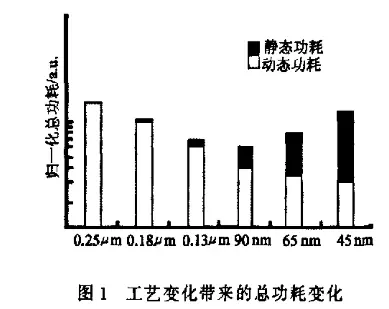 静态功耗
动态功耗
归一化总功耗/a.u.
0.25μm 0.18μm 0.13μm 90 nm 65 nm 45 nm
图 1 工艺变化带来的总功耗变化